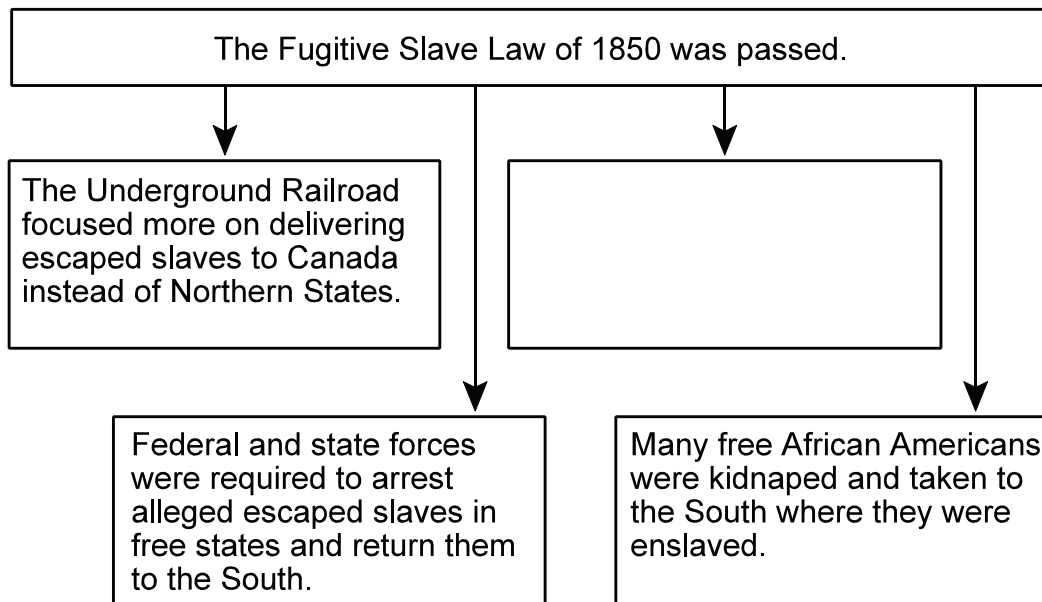 The Fugitive Slave Law of 1850 was passed.
The Underground Railroad
focused more on delivering
escaped slaves to Canada
instead of Northern States.
Federal and state forces
were required to arrest
alleged escaped slaves in
free states and return them
to the South.
Many free African Americans
were kidnaped and taken to
the South where they were
enslaved.